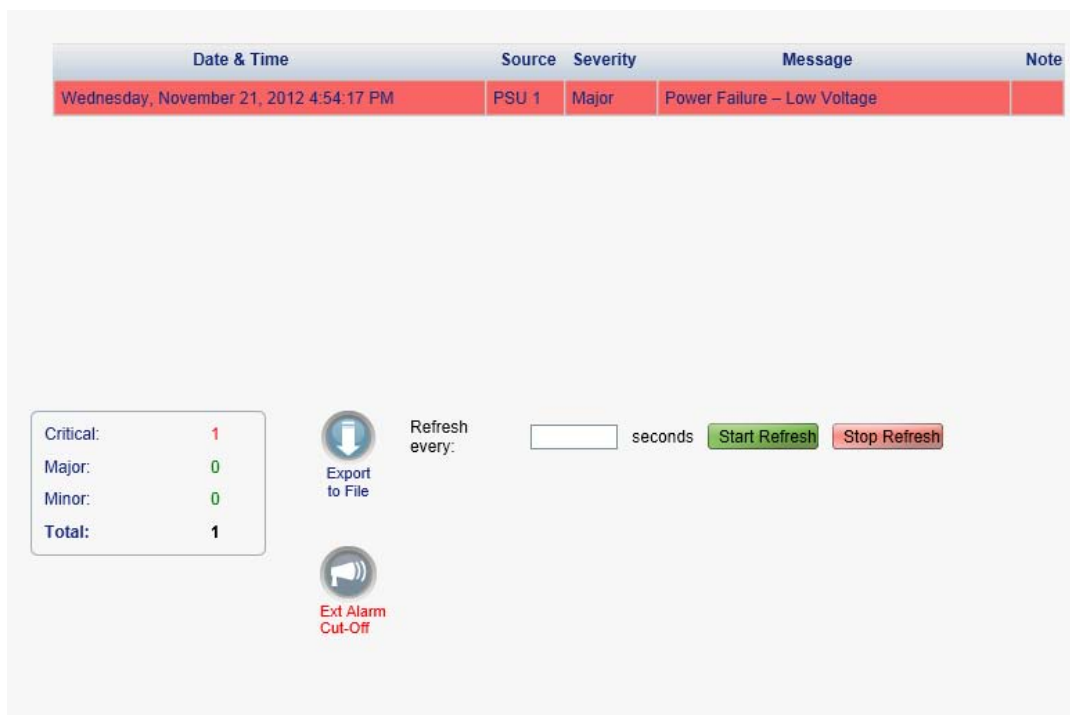 Date & Time Source Severity Message Note
Wednesday, November 21, 2012 4:54:17 PM PSU 1 Major Power Failure – Low Voltage
Critical: 1
Major: 0
Minor: 0
Total: 1
Export
to File
Ext Alarm
Cut-Off
Refresh
every:
seconds Start Refresh Stop Refresh